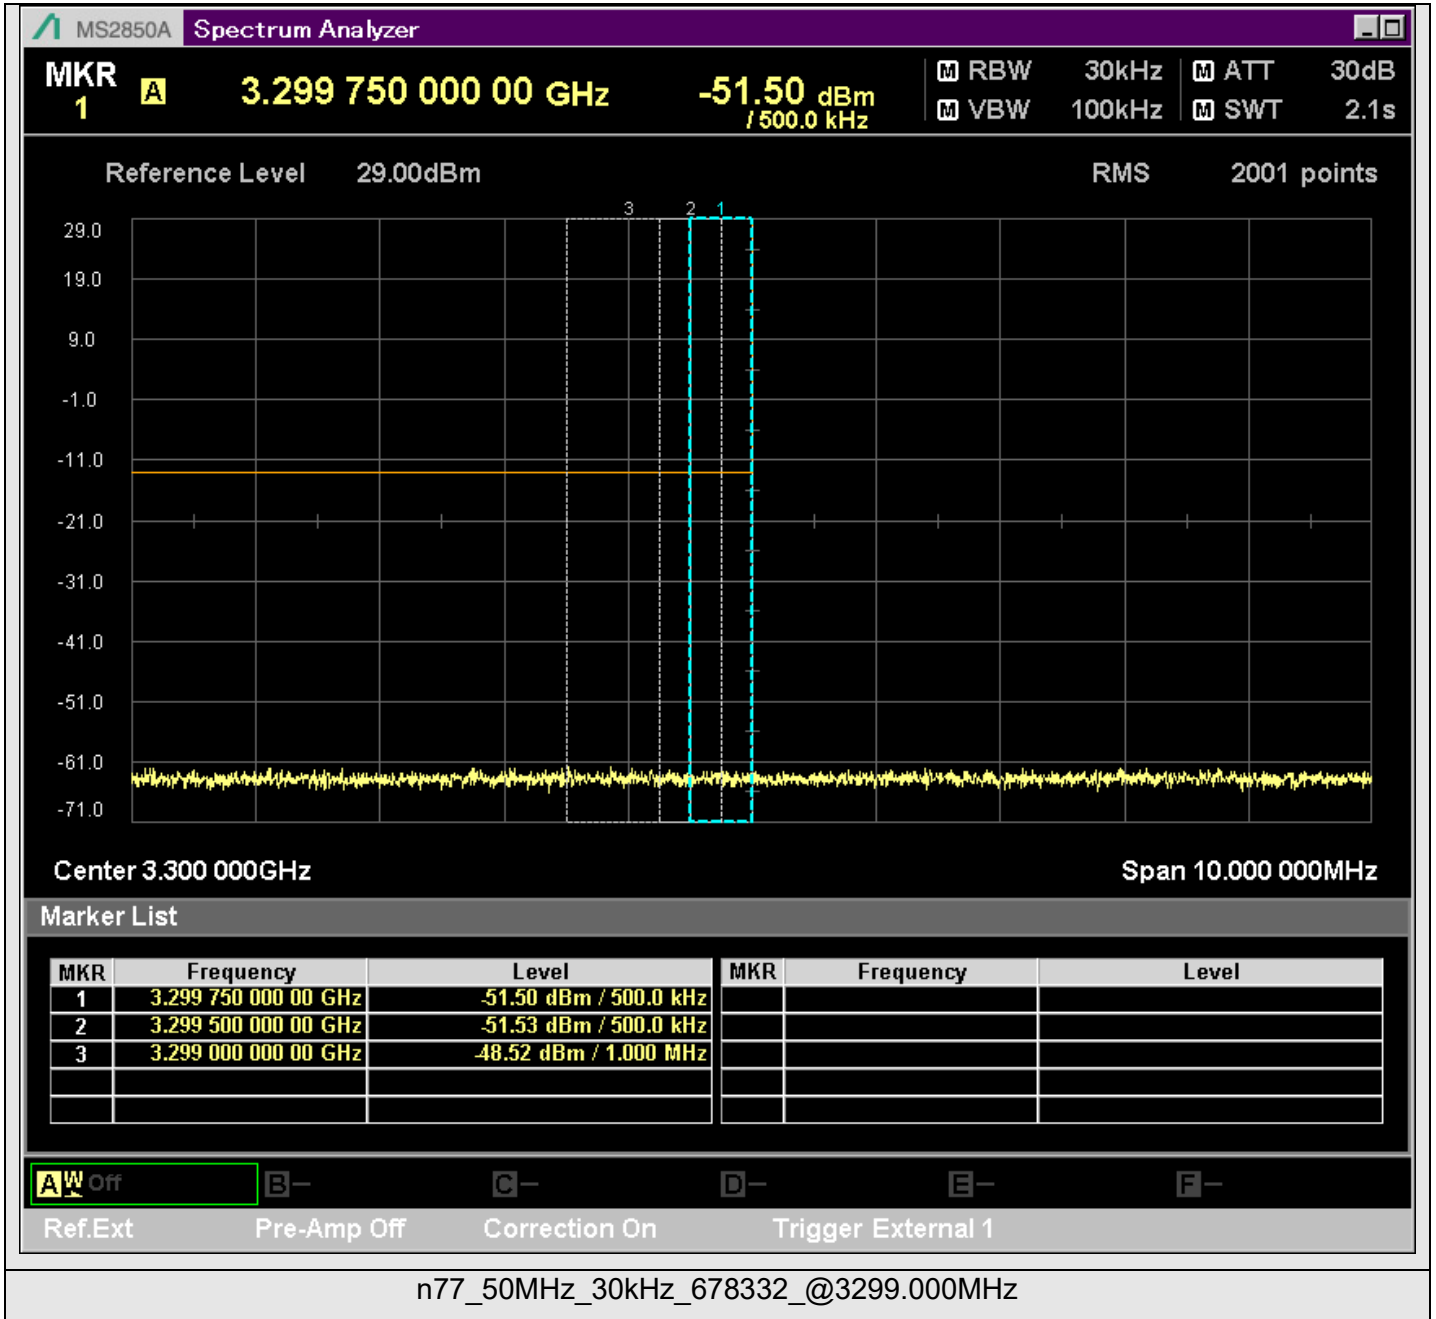 MS2850A Spectrum Analyzer
MKR 1 A 3.299 750 000 00 GHz -51.50 dBm / 500.0 kHz
M RBW 30kHz M ATT 30dB
M VBW 100kHz M SWT 2.1s
Reference Level 29.00dBm RMS 2001 points
3 2 1
29.0
19.0
9.0
-1.0
-11.0
-21.0
-31.0
-41.0
-51.0
-61.0
-71.0
Center 3.300 000GHz Span 10.000 000MHz
Marker List
MKR Frequency Level MKR Frequency Level
1 3.299 750 000 00 GHz -51.50 dBm / 500.0 kHz
2 3.299 500 000 00 GHz -51.53 dBm / 500.0 kHz
3 3.299 000 000 00 GHz -48.52 dBm / 1.000 MHz
A W Off B - C - D - E - F -
Ref.Ext Pre-Amp Off Correction On Trigger External 1
n77_50MHz_30kHz_678332_@3299.000MHz